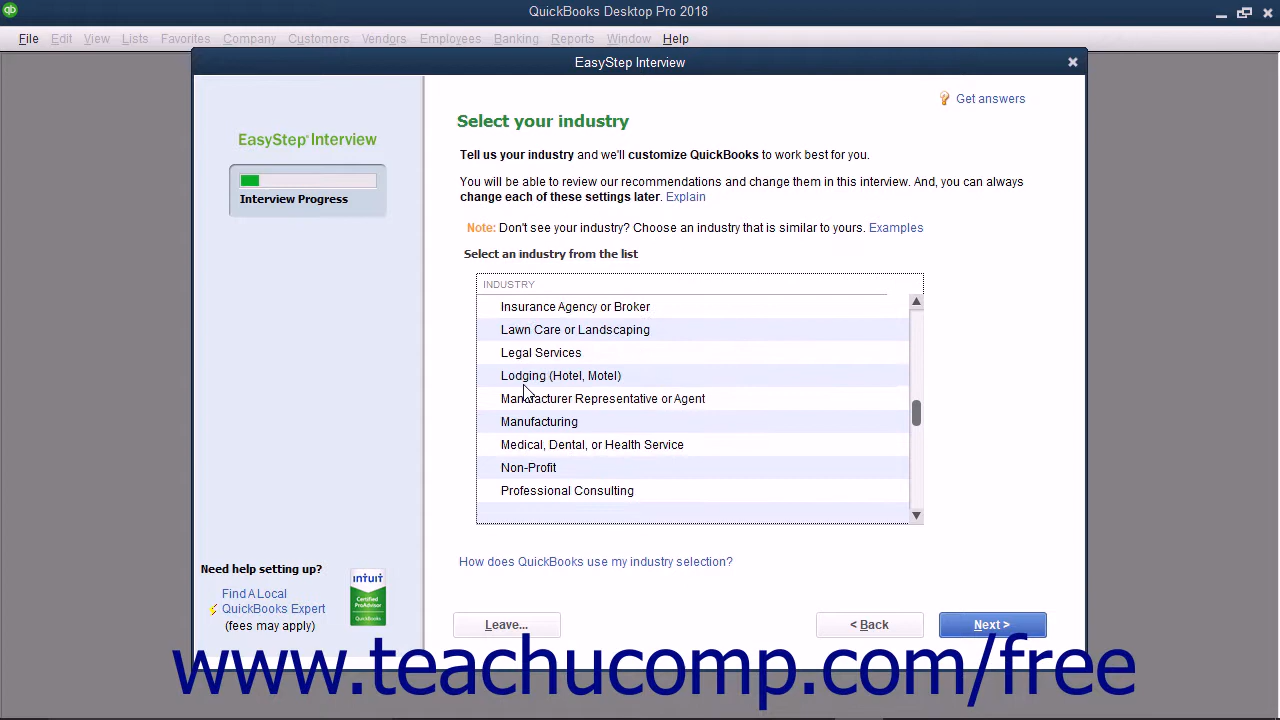 qb
QuickBooks Desktop Pro 2018
File Edit View Lists Favorites Company Customers Vendors Employees Banking Reports Window Help
EasyStep Interview
Get answers
Select your industry
EasyStep® Interview
Tell us your industry and we'll customize QuickBooks to work best for you.
You will be able to review our recommendations and change them in this interview. And, you can always
change each of these settings later. Explain
Interview Progress
Note: Don't see your industry? Choose an industry that is similar to yours. Examples
Select an industry from the list
INDUSTRY
Insurance Agency or Broker
Lawn Care or Landscaping
Legal Services
Lodging (Hotel, Motel)
Manufacturer Representative or Agent
Manufacturing
Medical, Dental, or Health Service
Non-Profit
Professional Consulting
How does QuickBooks use my industry selection?
Need help setting up?
Find A Local
QuickBooks Expert
(fees may apply)
intuit
Certified
ProAdvisor
QuickBooks
Leave...
< Back
Next >
www.teachucomp.com/free